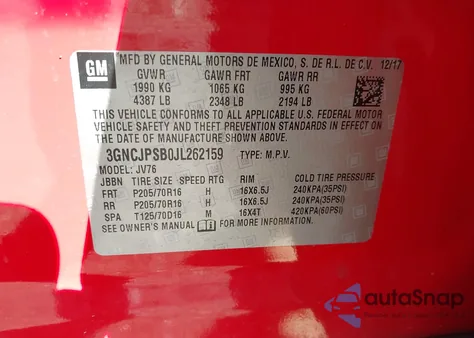 GM
MFD BY GENERAL MOTORS DE MEXICO, S. DE R.L. DE C.V. 12/17
GVWR GAWR FRT GAWR RR
1990 KG 1065 KG 995 KG
4387 LB 2348 LB 2194 LB
THIS VEHICLE CONFORMS TO ALL APPLICABLE U.S.
FEDERAL MOTOR VEHICLE SAFETY, BUMPER, AND
THEFT PREVENTION STANDARDS IN EFFECT ON
THE DATE OF MANUFACTURE SHOWN ABOVE.
3GNCJPSB0JL262159 TYPE: M.P.V.
MODEL: JV76
JBBN TIRE SIZE SPEED RTG RIM COLD TIRE PRESSURE
FRT P205/70R16 H 16X6.5J 240KPA(35PSI)
RR P205/70R16 H 16X6.5J 240KPA(35PSI)
SPA T125/70D16 M 16X4T 420KPA(60PSI)
SEE OWNER'S MANUAL FOR MORE INFORMATION.
autoSnap